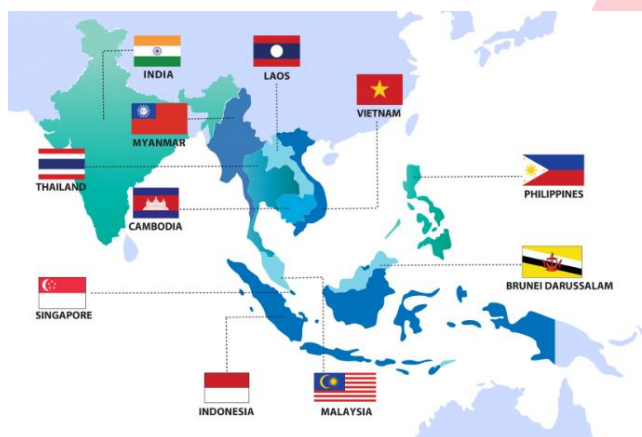 INDIA
LAOS
VIETNAM
MYANMAR
THAILAND
PHILIPPINES
CAMBODIA
BRUNEI DARUSSALAM
SINGAPORE
INDONESIA
MALAYSIA